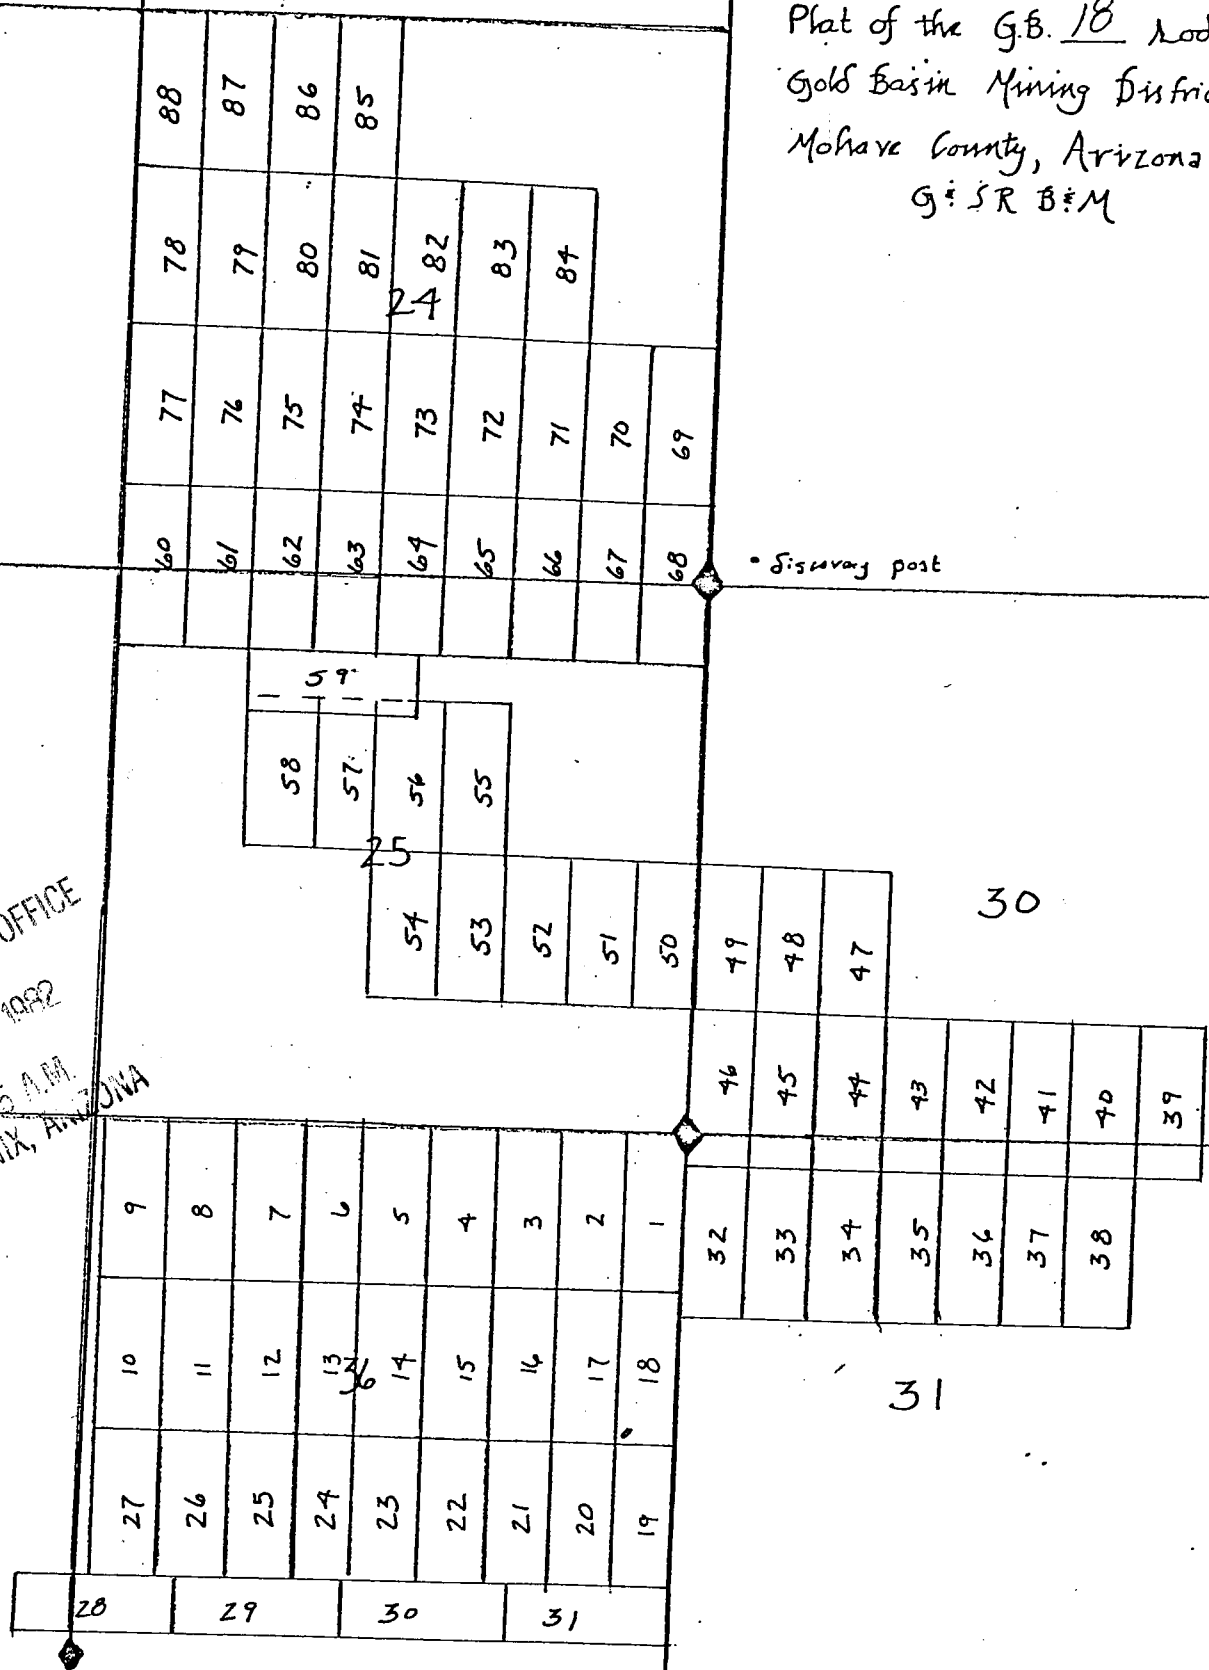 Plat of the G.B. 18
Gold Basin Mining
Mohave County, Arizona
G & S R B & M
88 87 86 85
78 79 80 81 82 83 84
24
77 76 75 74 73 72 71 70 69
60 61 62 63 64 65 66 67 68
• discovery post
59
58 57 56 55
25
54 53 52 51 50 49 48 47
30
46 45 44 43 42 41 40 39
OFFICE
1982
A.M.
ARIZONA
9 8 7 6 5 4 3 2 1
32 33 34 35 36 37 38
10 11 12 13 14 15 16 17 18
36
31
27 26 25 24 23 22 21 20 19
28 29 30 31